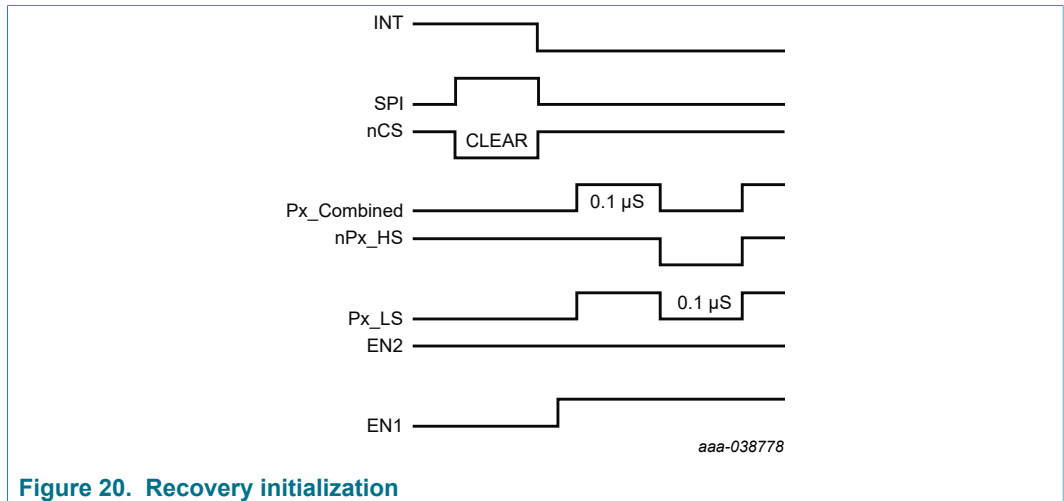 INT
SPI
nCS
CLEAR
Px_Combined
0.1 µS
nPx_HS
Px_LS
0.1 µS
EN2
EN1
aaa-038778
Figure 20. Recovery initialization